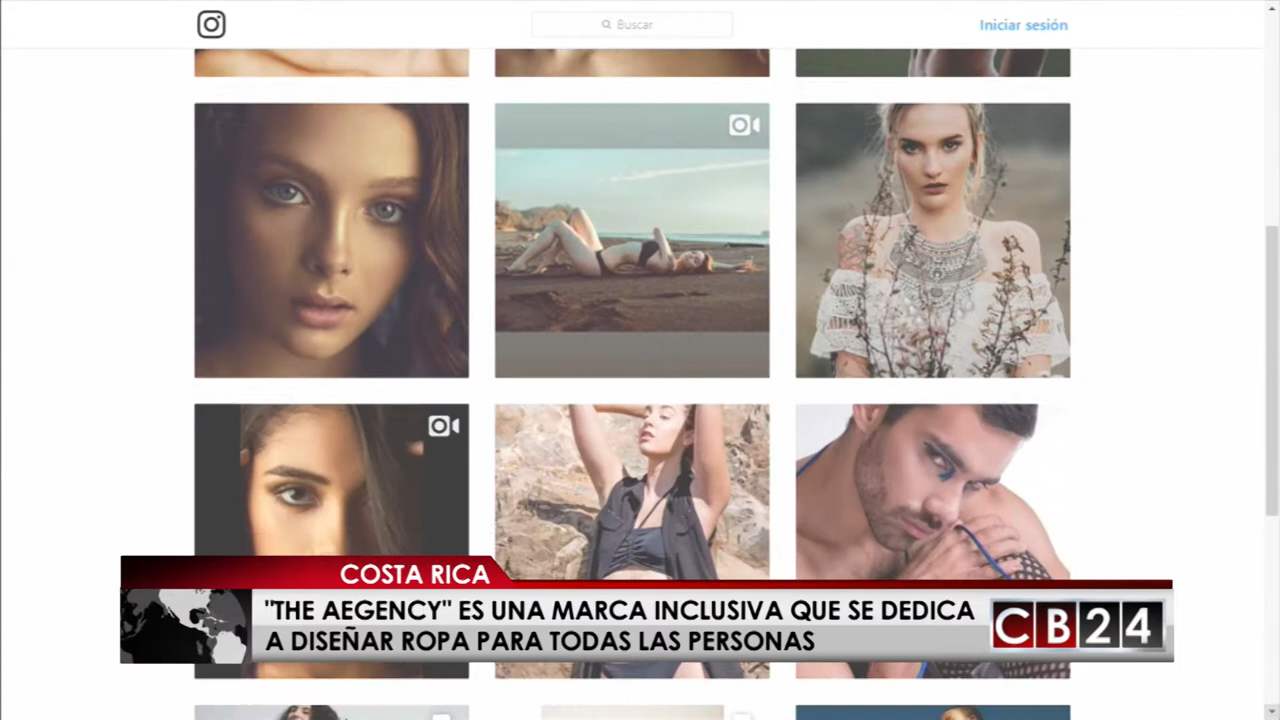 Buscar
Iniciar sesión
COSTA RICA
"THE AEGENCY" ES UNA MARCA INCLUSIVA QUE SE DEDICA
A DISEÑAR ROPA PARA TODAS LAS PERSONAS
CB24